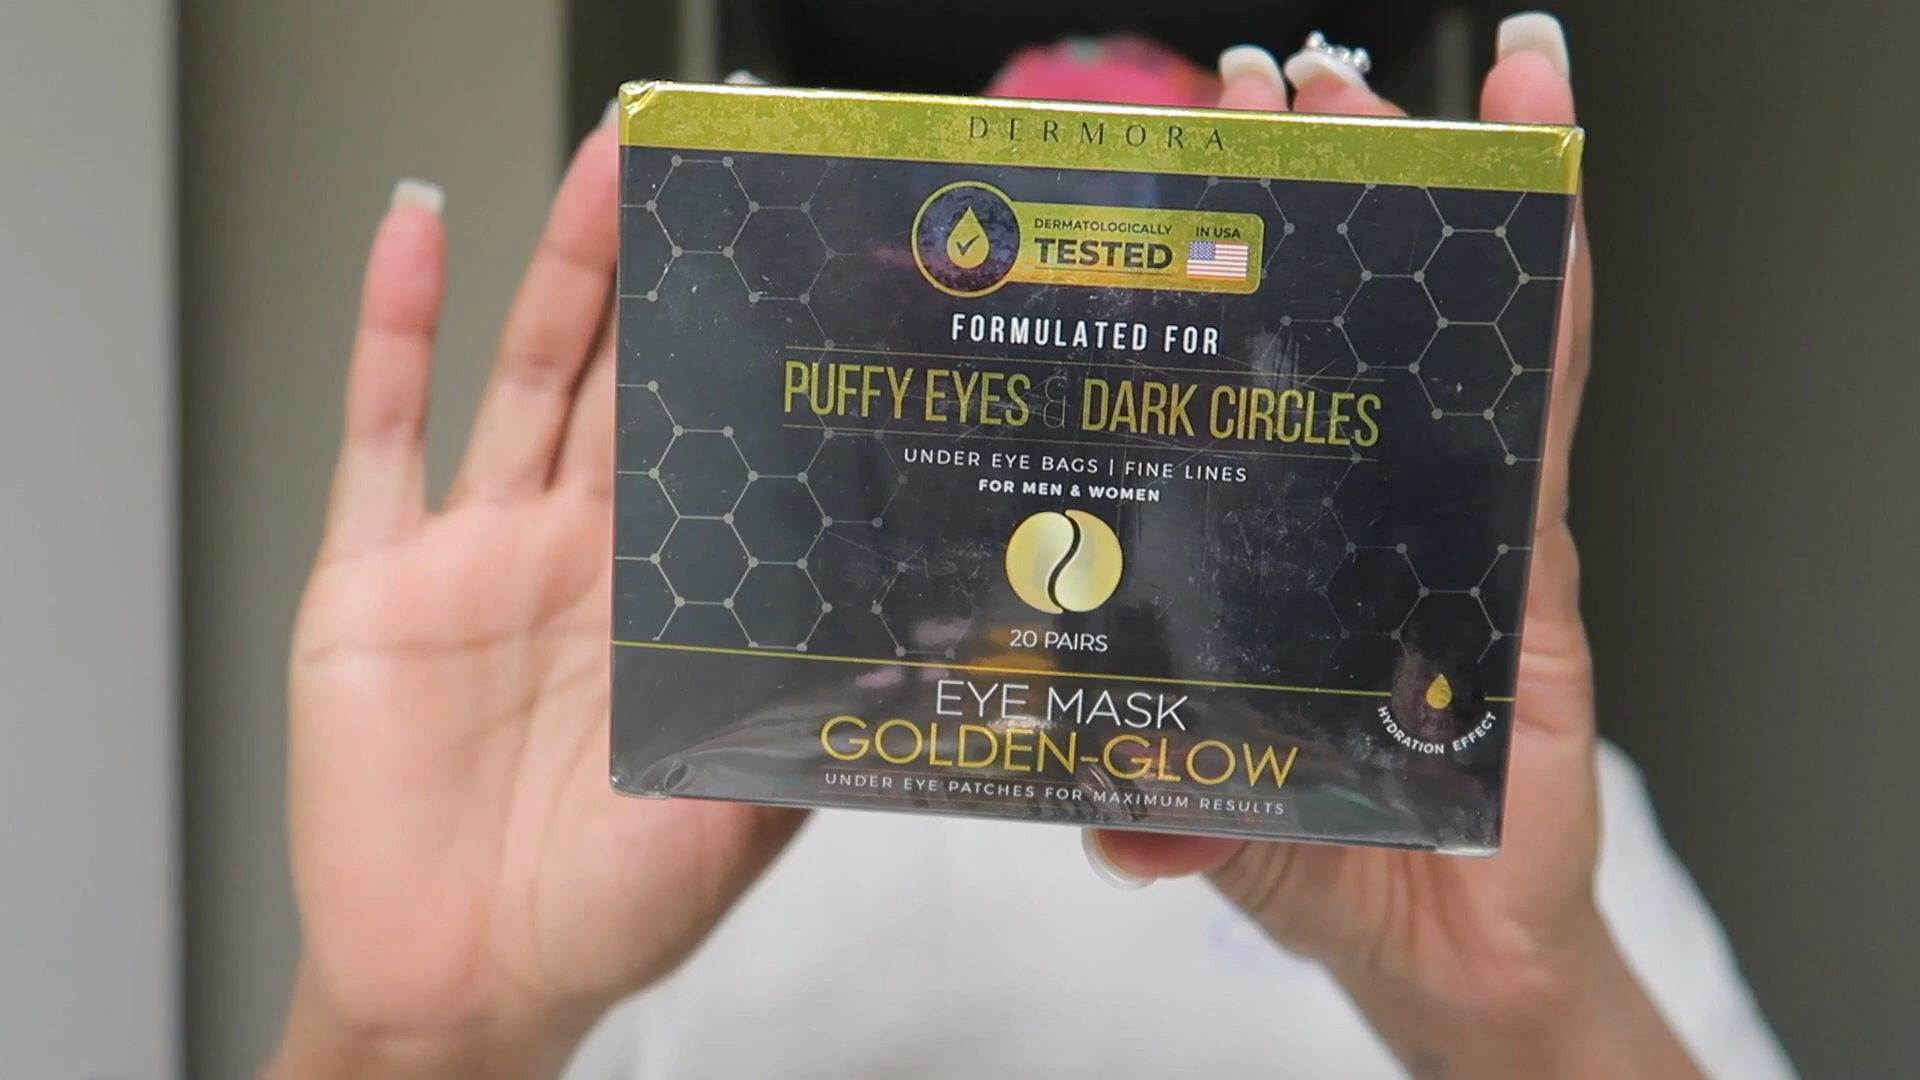 DERMORA
DERMATOLOGICALLY
TESTED
IN USA
FORMULATED FOR
PUFFY EYES & DARK CIRCLES
UNDER EYE BAGS | FINE LINES
FOR MEN & WOMEN
20 PAIRS
EYE MASK
GOLDEN-GLOW
UNDER EYE PATCHES FOR MAXIMUM RESULTS
HYDRATION EFFECT